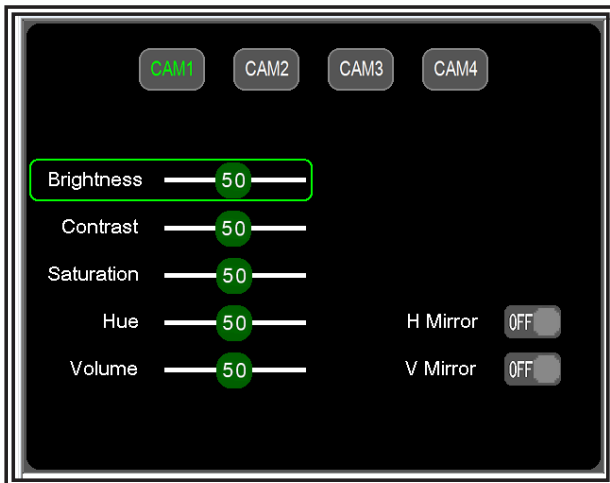 CAM1 CAM2 CAM3 CAM4
Brightness 50
Contrast 50
Saturation 50
Hue 50 H Mirror OFF
Volume 50 V Mirror OFF